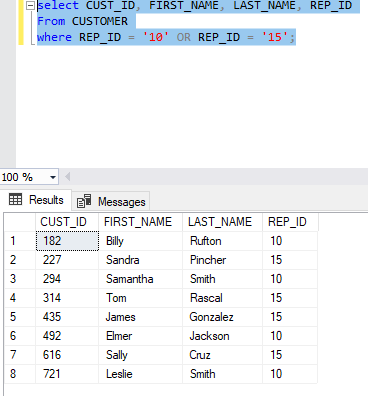 select CUST_ID, FIRST_NAME, LAST_NAME, REP_ID
From CUSTOMER
where REP_ID = '10' OR REP_ID = '15';
100 %
Results Messages
CUST_ID FIRST_NAME LAST_NAME REP_ID
1 182 Billy Rufton 10
2 227 Sandra Pincher 15
3 294 Samantha Smith 10
4 314 Tom Rascal 15
5 435 James Gonzalez 15
6 492 Elmer Jackson 10
7 616 Sally Cruz 15
8 721 Leslie Smith 10